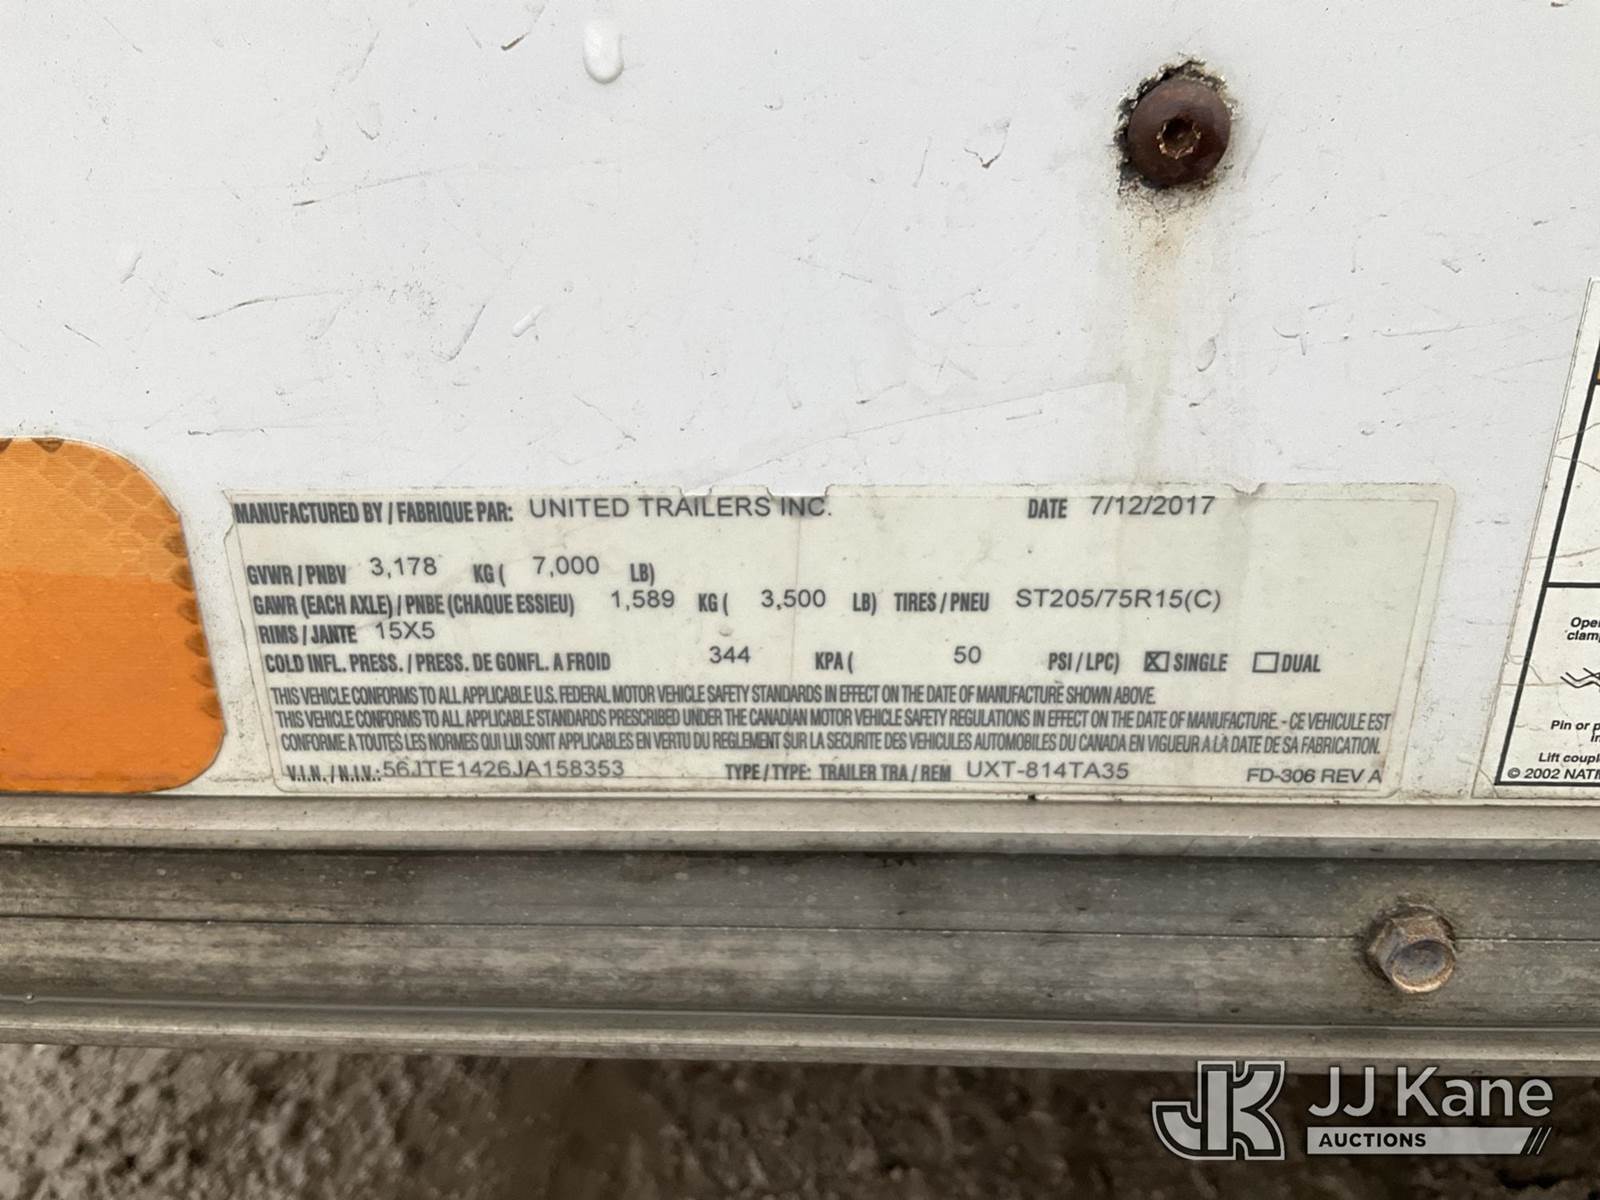 MANUFACTURED BY / FABRIQUE PAR: UNITED TRAILERS INC. DATE 7/12/2017
GVWR / PNBV 3,178 KG ( 7,000 LB)
GAWR (EACH AXLE) / PNBE (CHAQUE ESSIEU) 1,589 KG ( 3,500 LB) TIRES / PNEU ST205/75R15(C)
RIMS / JANTE 15X5
COLD INFL. PRESS. / PRESS. DE GONFL. A FROID 344 KPA ( 50 PSI / LPC) ☒ SINGLE ☐ DUAL
THIS VEHICLE CONFORMS TO ALL APPLICABLE U.S. FEDERAL MOTOR VEHICLE SAFETY STANDARDS IN EFFECT ON THE DATE OF MANUFACTURE SHOWN ABOVE.
THIS VEHICLE CONFORMS TO ALL APPLICABLE STANDARDS PRESCRIBED UNDER THE CANADIAN MOTOR VEHICLE SAFETY REGULATIONS IN EFFECT ON THE DATE OF MANUFACTURE. - CE VEHICULE EST
CONFORME A TOUTES LES NORMES QUI LUI SONT APPLICABLES EN VERTU DU REGLEMENT SUR LA SECURITE DES VEHICULES AUTOMOBILES DU CANADA EN VIGUEUR A LA DATE DE SA FABRICATION.
V.I.N. / N.I.V.: 56JTE1426JA158353 TYPE / TYPE: TRAILER TRA / REM UXT-814TA35 FD-306 REV A
Pin or
Lift
© 2002
JK JJ Kane
AUCTIONS